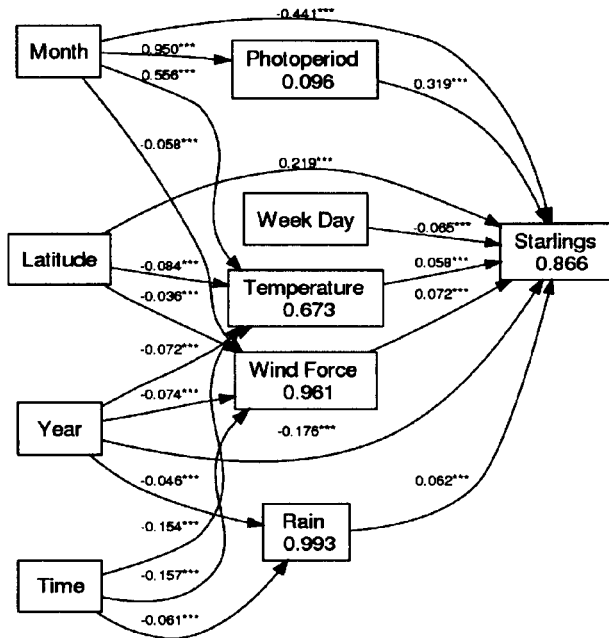 -0.441***
Month
0.950***
Photoperiod
0.096
0.556***
0.319***
-0.058***
0.219***
Week Day
-0.065***
Starlings
0.866
Latitude
-0.084***
Temperature
0.673
0.058***
-0.036***
0.072***
-0.072***
Wind Force
0.961
-0.074***
Year
-0.176***
-0.046***
0.062***
Rain
0.993
-0.154***
-0.157***
Time
-0.061***